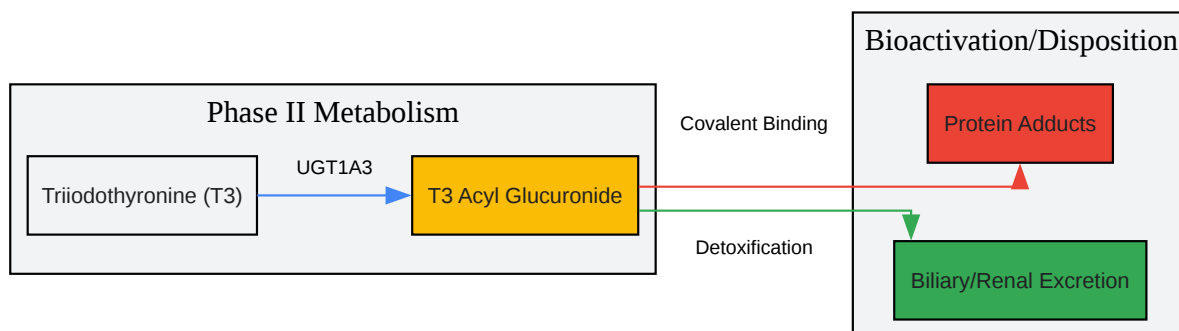 Bioactivation/Disposition
Phase II Metabolism
Covalent Binding
Protein Adducts
UGT1A3
Triiodothyronine (T3)
T3 Acyl Glucuronide
Detoxification
Biliary/Renal Excretion